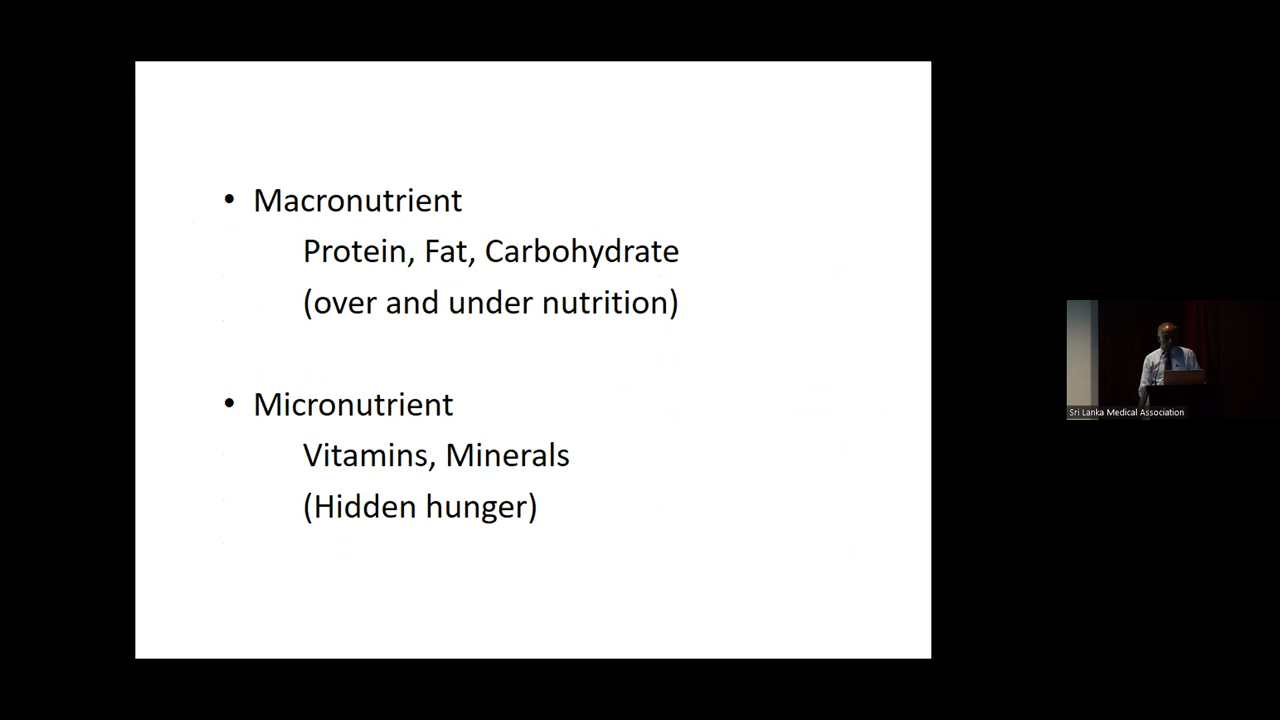 • Macronutrient
Protein, Fat, Carbohydrate
(over and under nutrition)
• Micronutrient
Vitamins, Minerals
(Hidden hunger)
Sri Lanka Medical Association